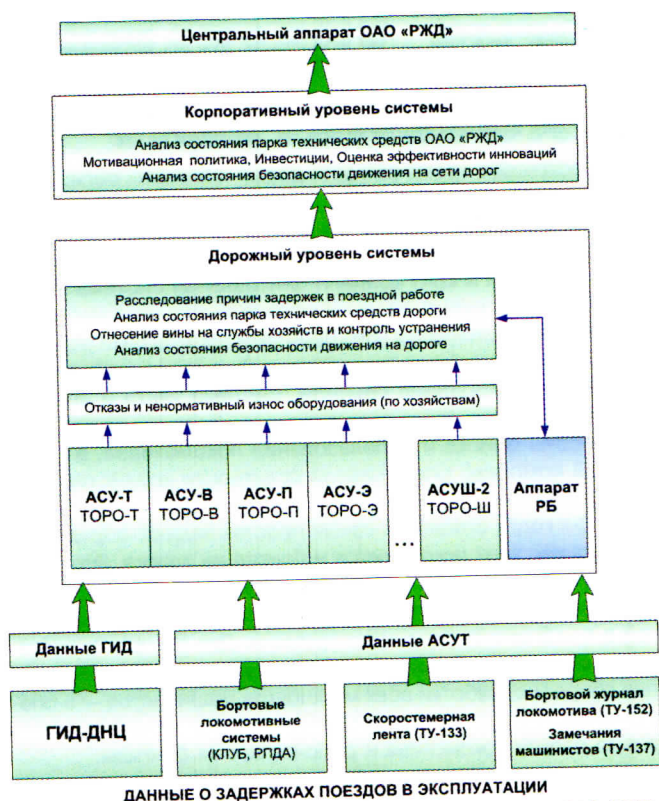 Центральный аппарат ОАО «РЖД»
Корпоративный уровень системы
Анализ состояния парка технических средств ОАО «РЖД»
Мотивационная политика, Инвестиции, Оценка эффективности инноваций
Анализ состояния безопасности движения на сети дорог
Дорожный уровень системы
Расследование причин задержек в поездной работе
Анализ состояния парка технических средств дороги
Отнесение вины на службы хозяйств и контроль устранения
Анализ состояния безопасности движения на дороге
Отказы и ненормативный износ оборудования (по хозяйствам)
АСУ-Т
ТОРО-Т
АСУ-В
ТОРО-В
АСУ-П
ТОРО-П
АСУ-Э
ТОРО-Э
...
АСУШ-2
ТОРО-Ш
Аппарат
РБ
Данные ГИД
Данные АСУТ
ГИД-ДНЦ
Бортовые
локомотивные
системы
(КЛУБ, РПДА)
Скоростемерная
лента (ТУ-133)
Бортовой журнал
локомотива (ТУ-152)
Замечания
машинистов (ТУ-137)
ДАННЫЕ О ЗАДЕРЖКАХ ПОЕЗДОВ В ЭКСПЛУАТАЦИИ